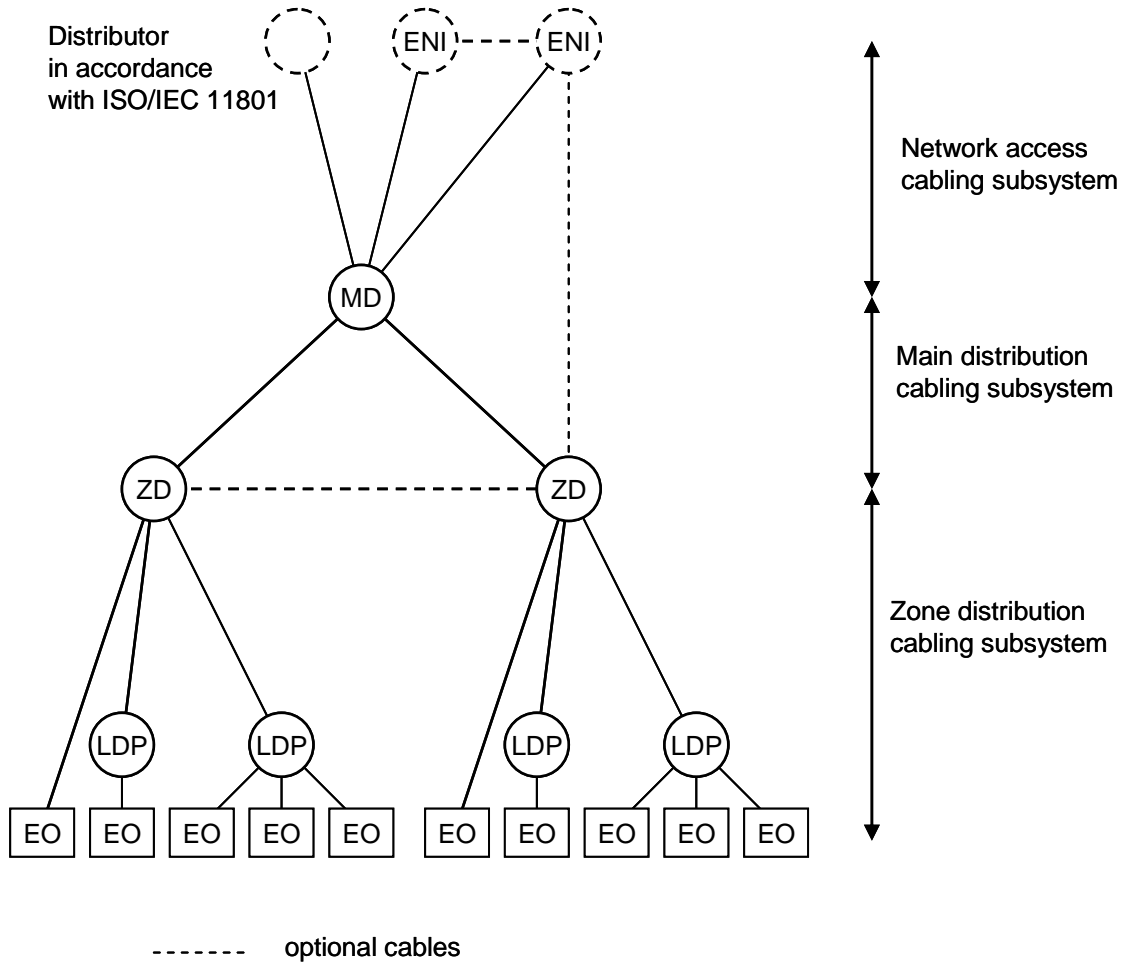 Distributor
in accordance
with ISO/IEC 11801
ENI
ENI
Network access
cabling subsystem
MD
Main distribution
cabling subsystem
ZD
ZD
Zone distribution
cabling subsystem
LDP
LDP
LDP
LDP
EO
EO
EO
EO
EO
EO
EO
EO
EO
EO
optional cables